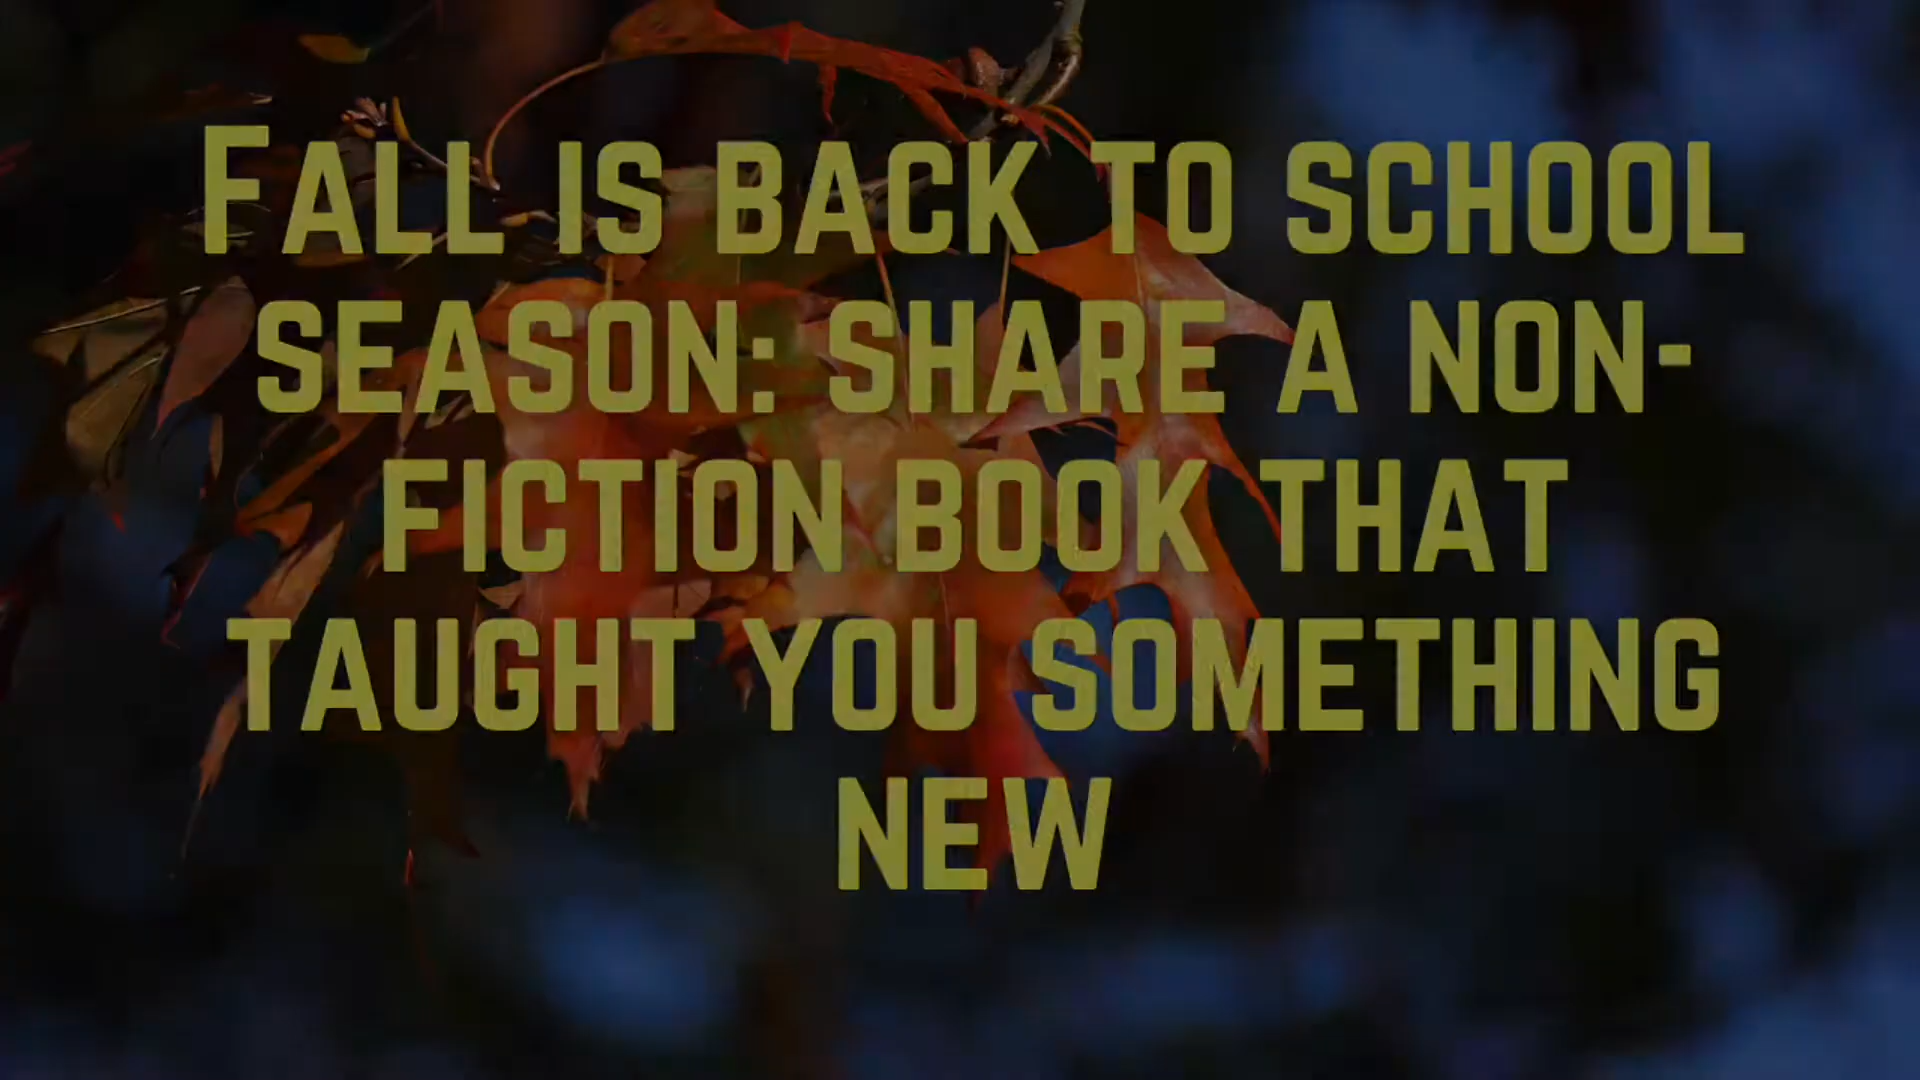 FALL IS BACK TO SCHOOL
SEASON: SHARE A NON-
FICTION BOOK THAT
TAUGHT YOU SOMETHING
NEW